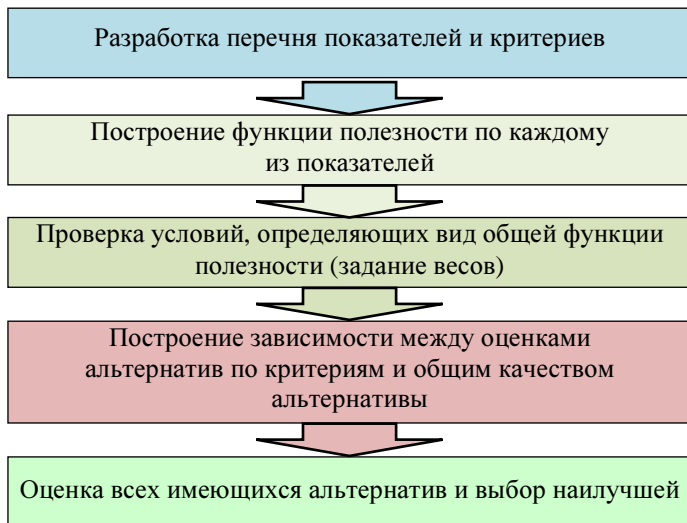 Разработка перечня показателей и критериев
Построение функции полезности по каждому
из показателей
Проверка условий, определяющих вид общей функции
полезности (задание весов)
Построение зависимости между оценками
альтернатив по критериям и общим качеством
альтернативы
Оценка всех имеющихся альтернатив и выбор наилучшей